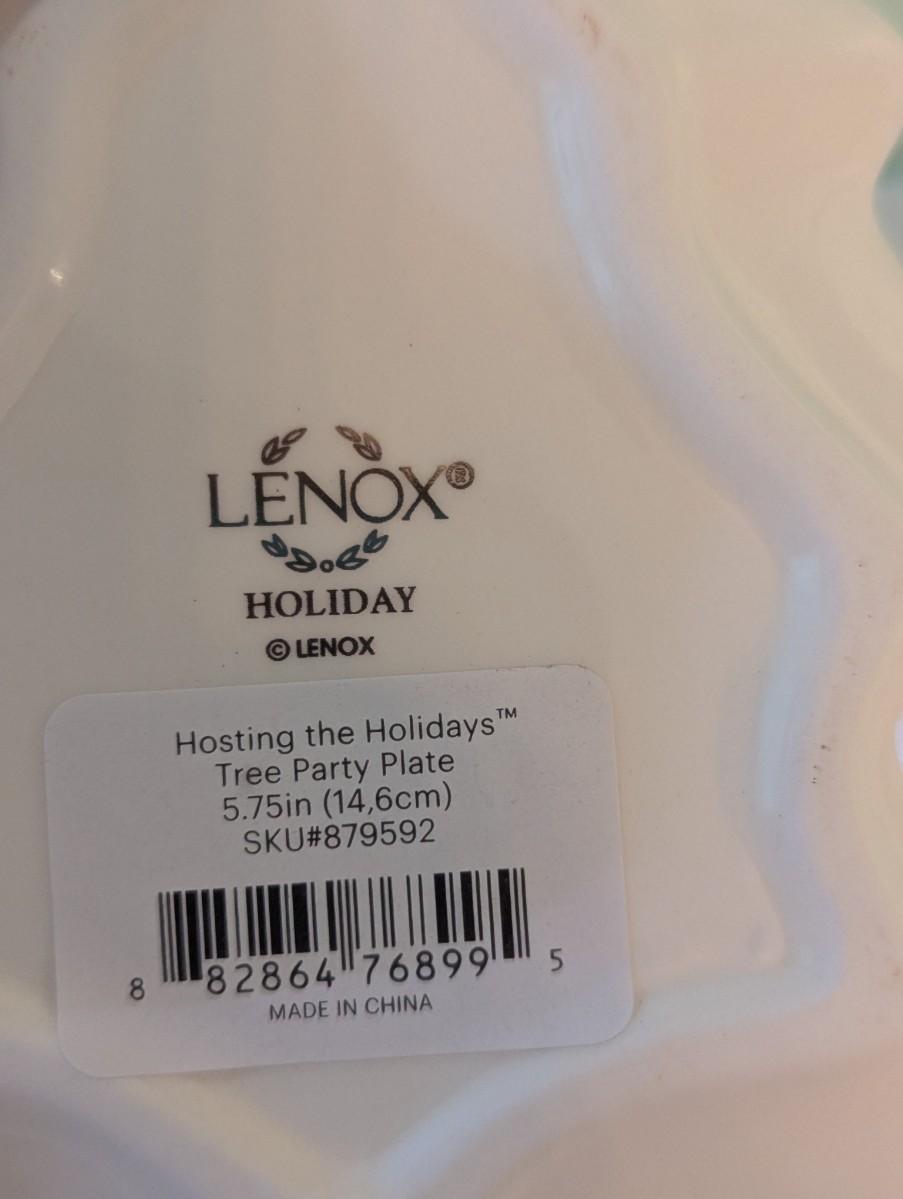 LENOX®
HOLIDAY
© LENOX
Hosting the Holidays™
Tree Party Plate
5.75in (14,6cm)
SKU#879592
8 82864 76899 5
MADE IN CHINA